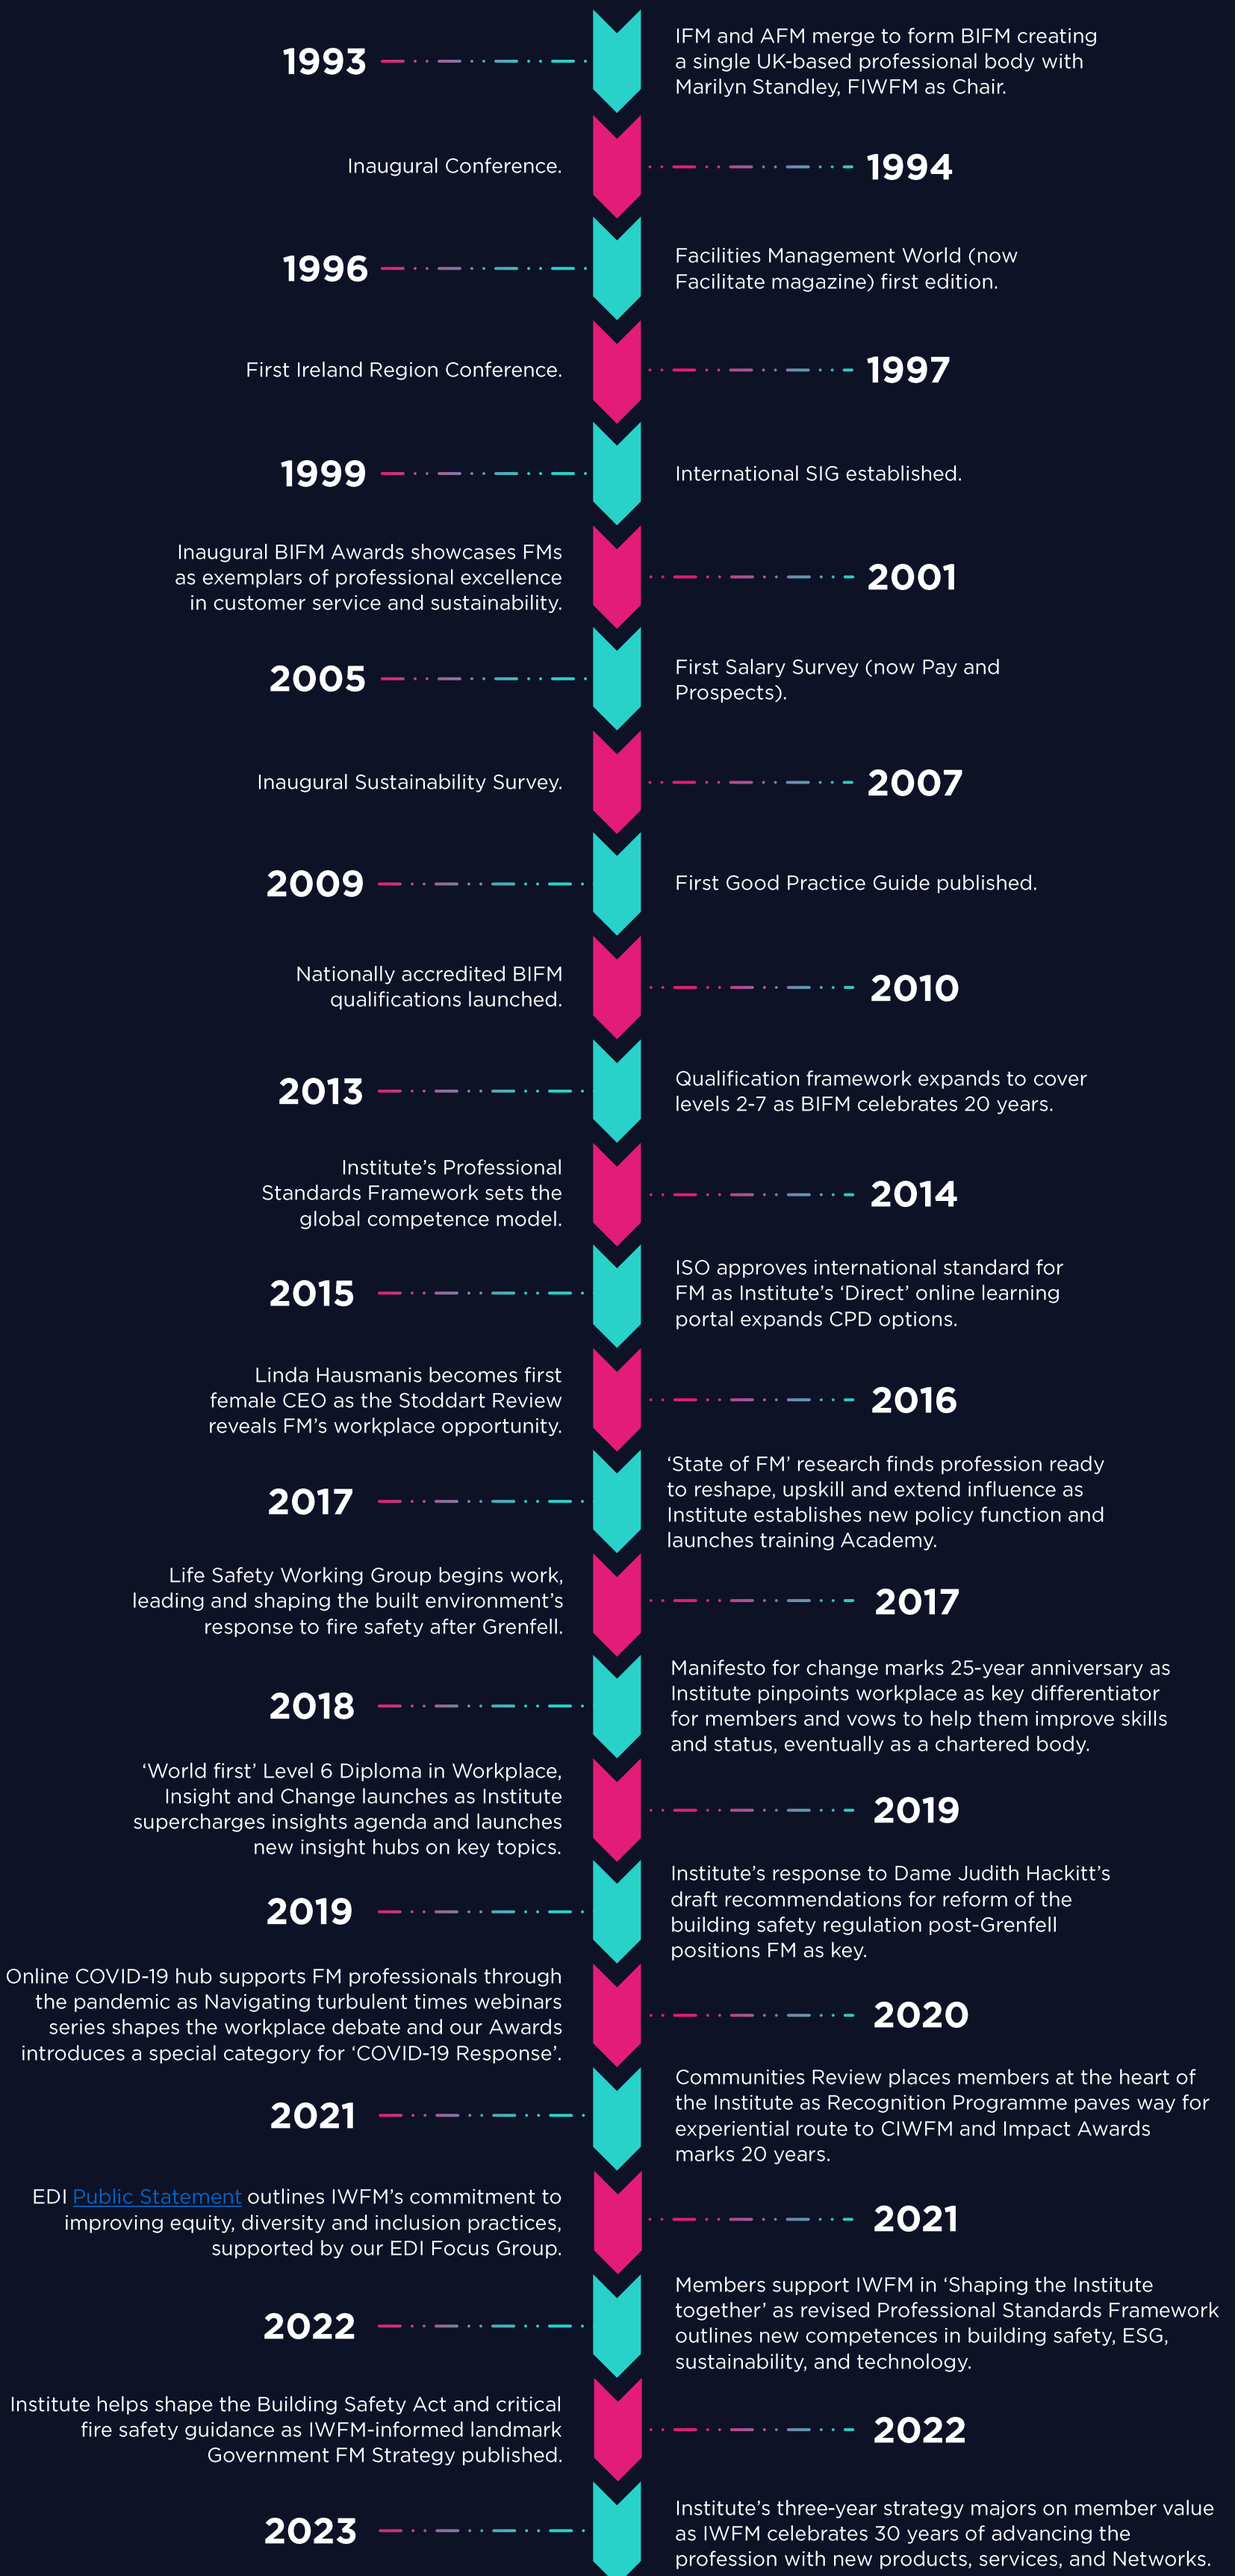 1993
IFM and AFM merge to form BIFM creating
a single UK-based professional body with
Marilyn Standley, FIWFM as Chair.
Inaugural Conference.
1994
1996
Facilities Management World (now
Facilitate magazine) first edition.
First Ireland Region Conference.
1997
1999
International SIG established.
Inaugural BIFM Awards showcases FMs
as exemplars of professional excellence
in customer service and sustainability.
2001
2005
First Salary Survey (now Pay and
Prospects).
Inaugural Sustainability Survey.
2007
2009
First Good Practice Guide published.
Nationally accredited BIFM
qualifications launched.
2010
2013
Qualification framework expands to cover
levels 2-7 as BIFM celebrates 20 years.
Institute’s Professional
Standards Framework sets the
global competence model.
2014
2015
ISO approves international standard for
FM as Institute’s ‘Direct’ online learning
portal expands CPD options.
Linda Hausmanis becomes first
female CEO as the Stoddart Review
reveals FM’s workplace opportunity.
2016
2017
‘State of FM’ research finds profession ready
to reshape, upskill and extend influence as
Institute establishes new policy function and
launches training Academy.
Life Safety Working Group begins work,
leading and shaping the built environment’s
response to fire safety after Grenfell.
2017
2018
Manifesto for change marks 25-year anniversary as
Institute pinpoints workplace as key differentiator
for members and vows to help them improve skills
and status, eventually as a chartered body.
‘World first’ Level 6 Diploma in Workplace,
Insight and Change launches as Institute
supercharges insights agenda and launches
new insight hubs on key topics.
2019
2019
Institute’s response to Dame Judith Hackitt’s
draft recommendations for reform of the
building safety regulation post-Grenfell
positions FM as key.
Online COVID-19 hub supports FM professionals through
the pandemic as Navigating turbulent times webinars
series shapes the workplace debate and our Awards
introduces a special category for ‘COVID-19 Response’.
2020
2021
Communities Review places members at the heart of
the Institute as Recognition Programme paves way for
experiential route to CIWFM and Impact Awards
marks 20 years.
EDI Public Statement outlines IWFM’s commitment to
improving equity, diversity and inclusion practices,
supported by our EDI Focus Group.
2021
2022
Members support IWFM in ‘Shaping the Institute
together’ as revised Professional Standards Framework
outlines new competences in building safety, ESG,
sustainability, and technology.
Institute helps shape the Building Safety Act and critical
fire safety guidance as IWFM-informed landmark
Government FM Strategy published.
2022
2023
Institute’s three-year strategy majors on member value
as IWFM celebrates 30 years of advancing the
profession with new products, services, and Networks.